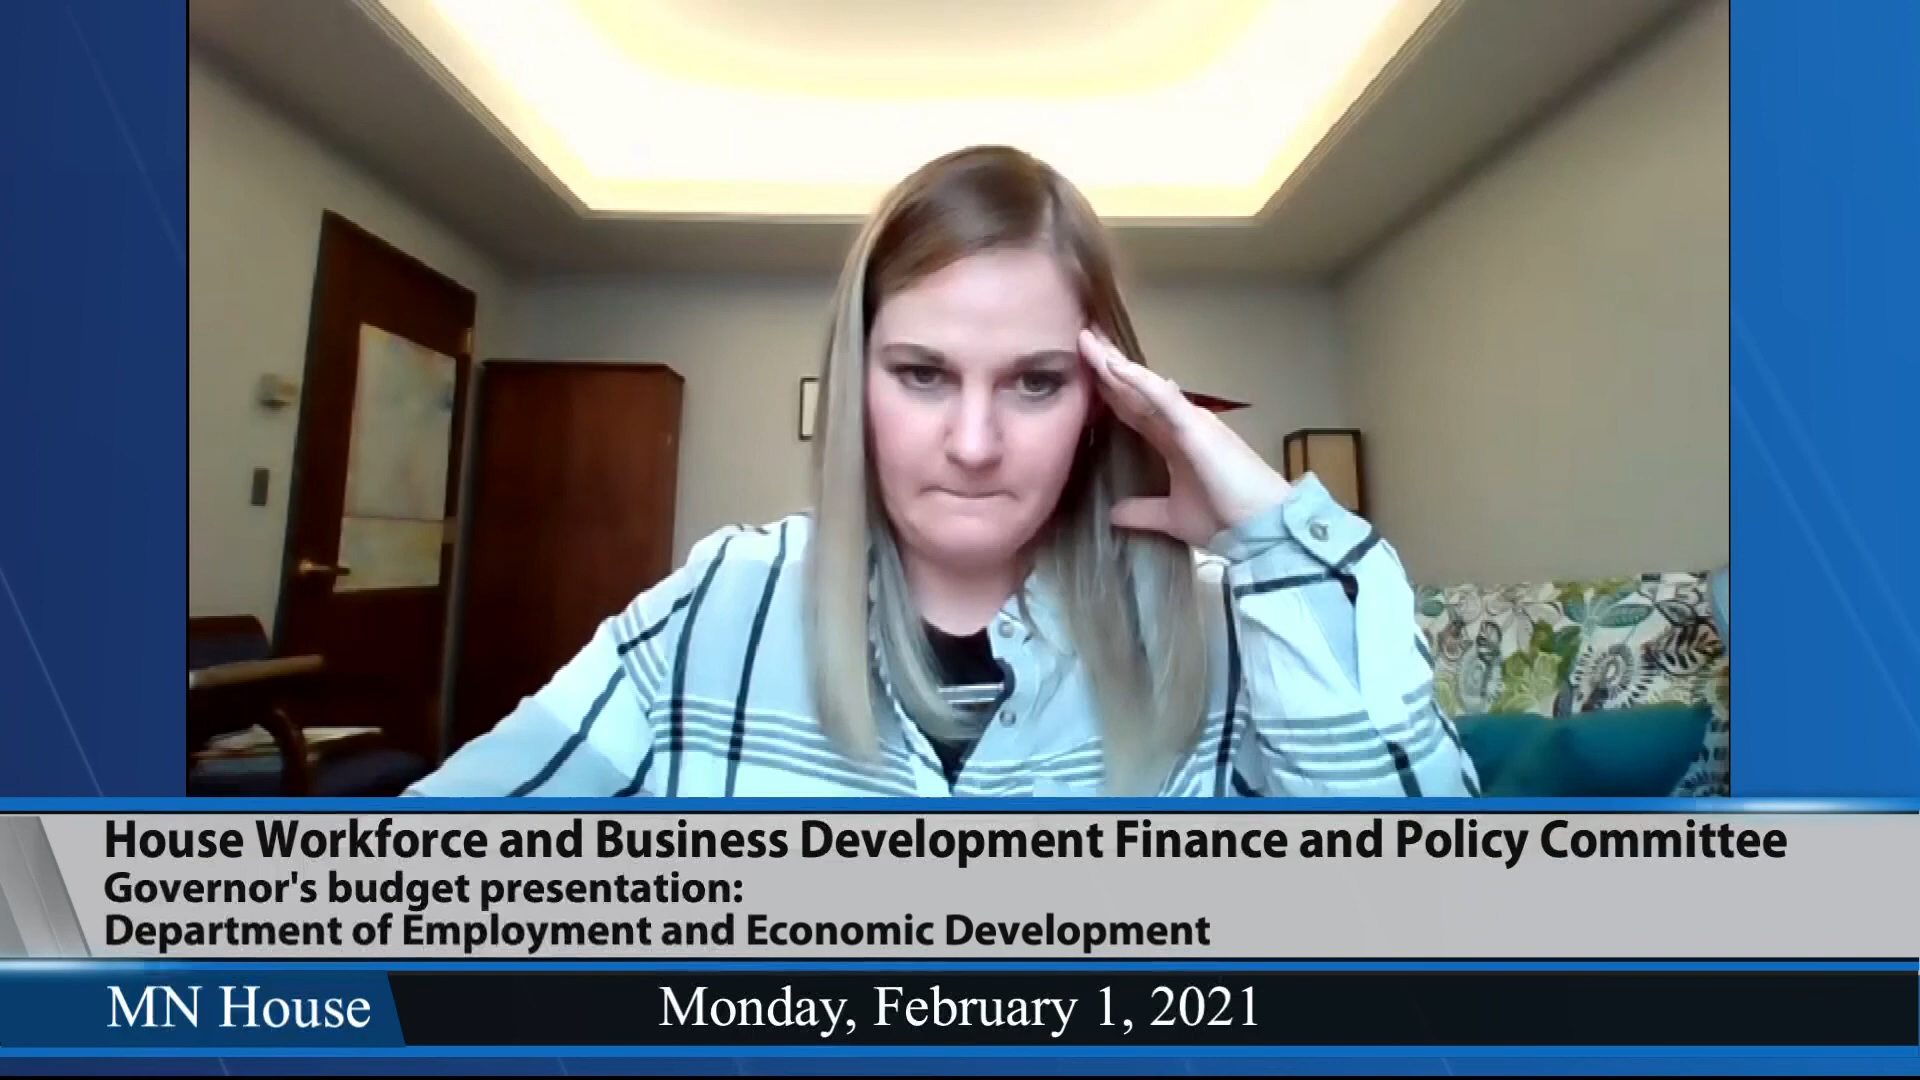 House Workforce and Business Development Finance and Policy Committee
Governor's budget presentation:
Department of Employment and Economic Development
MN House
Monday, February 1, 2021